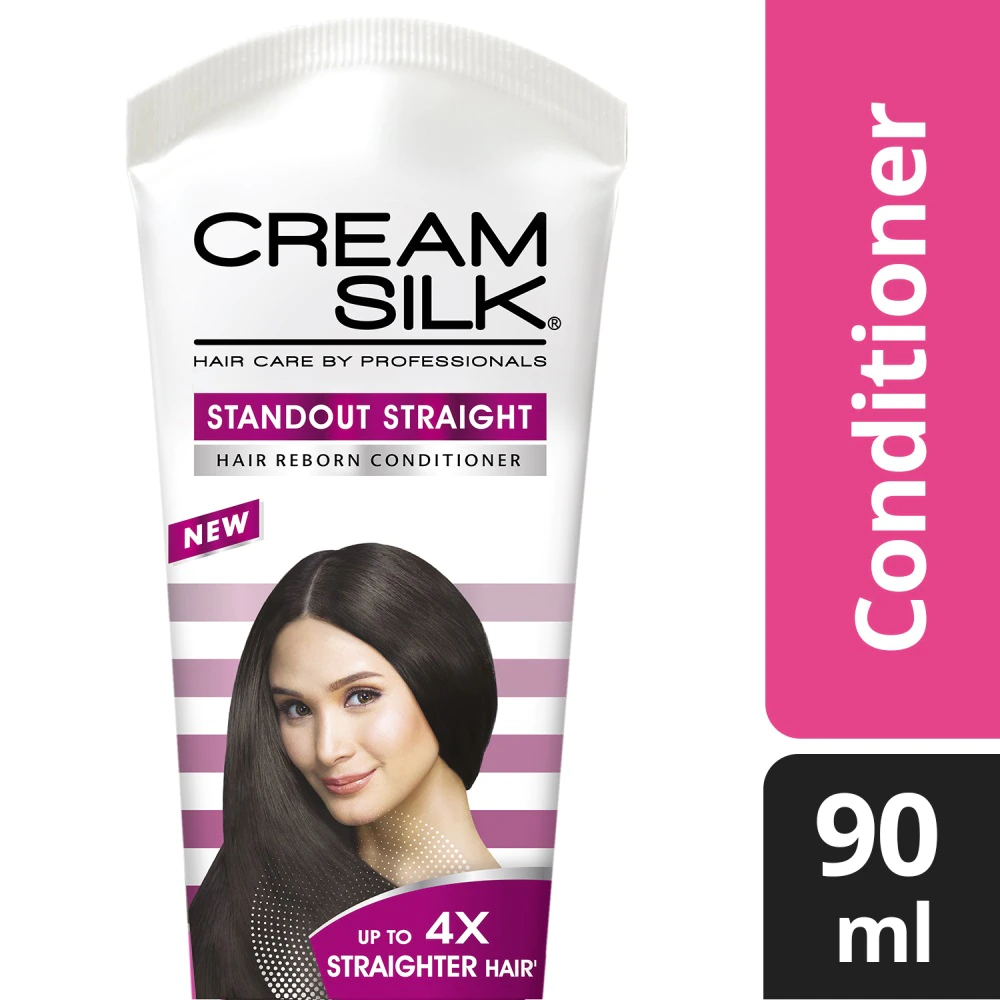 CREAM
SILK®
HAIR CARE BY PROFESSIONALS
STANDOUT STRAIGHT
HAIR REBORN CONDITIONER
NEW
UP TO 4X
STRAIGHTER HAIR¹
Conditioner
90
ml